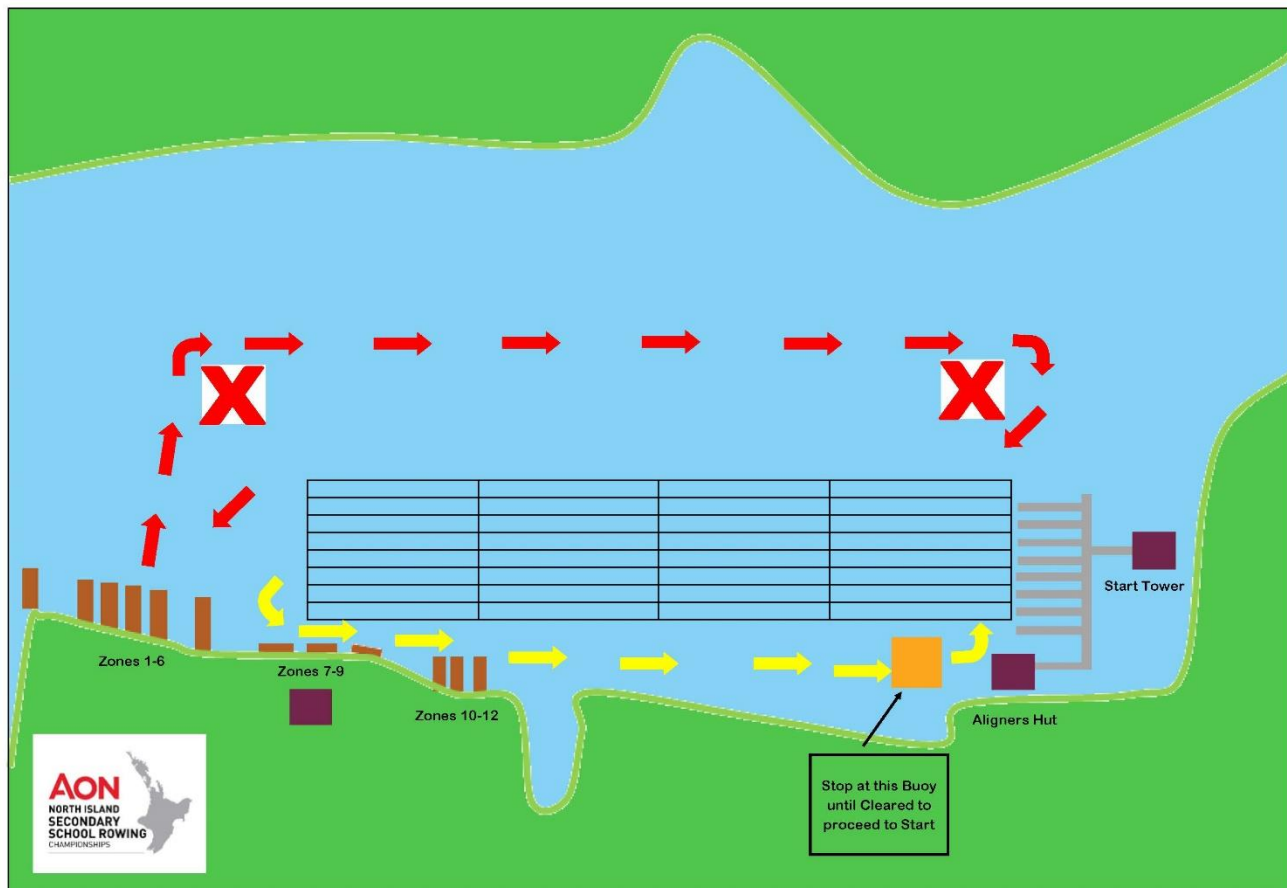 X
X
Start Tower
Zones 1-6
Zones 7-9
Zones 10-12
Aligners Hut
Stop at this Buoy
until Cleared to
proceed to Start
AON
NORTH ISLAND
SECONDARY
SCHOOL ROWING
CHAMPIONSHIPS